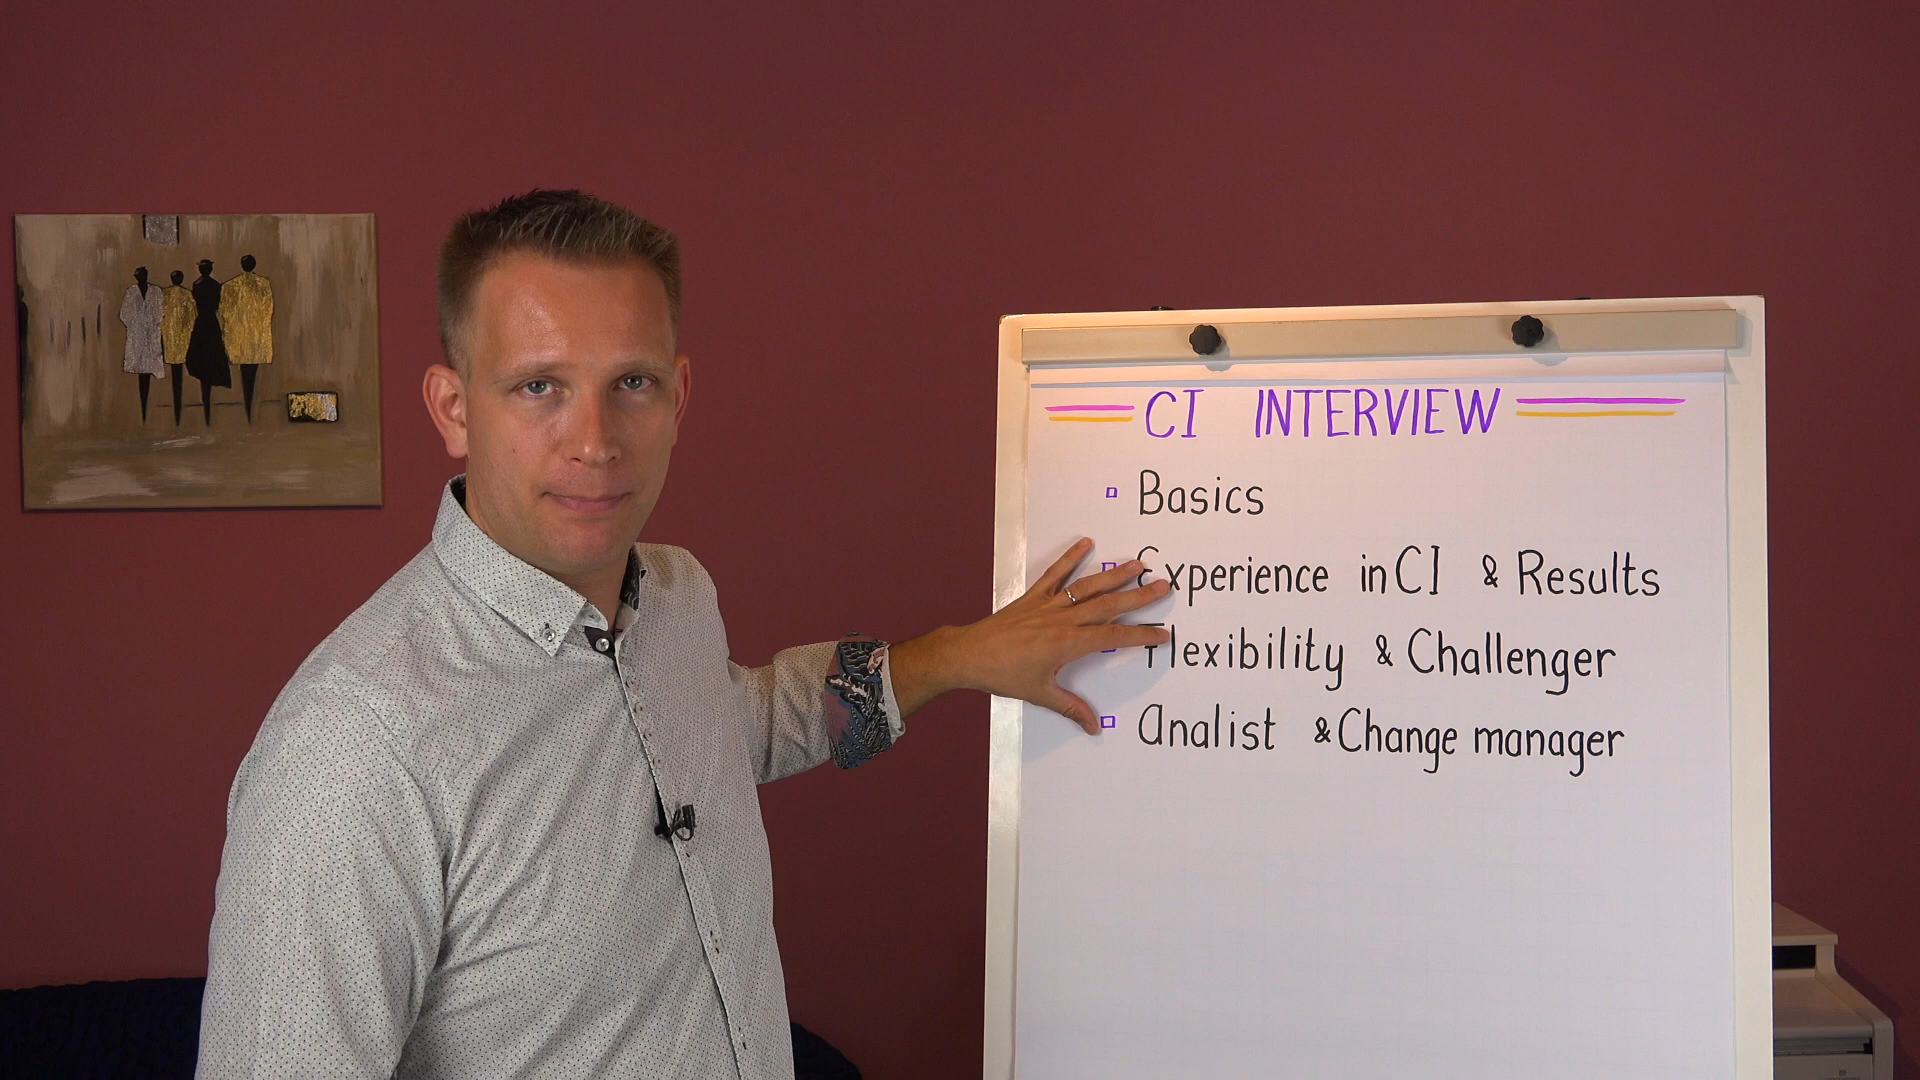 CI INTERVIEW
Basics
Experience in CI & Results
Flexibility & Challenger
Analist & Change manager